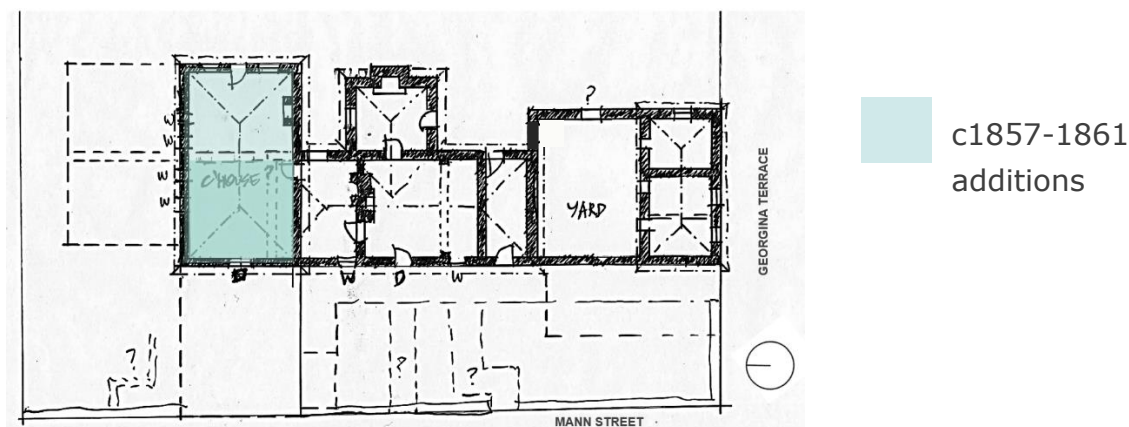 ?
W
W
W
W
C'HOUSE?
YARD
D
W
D
W
?
?
?
GEORGINA TERRACE
MANN STREET
c1857-1861
additions